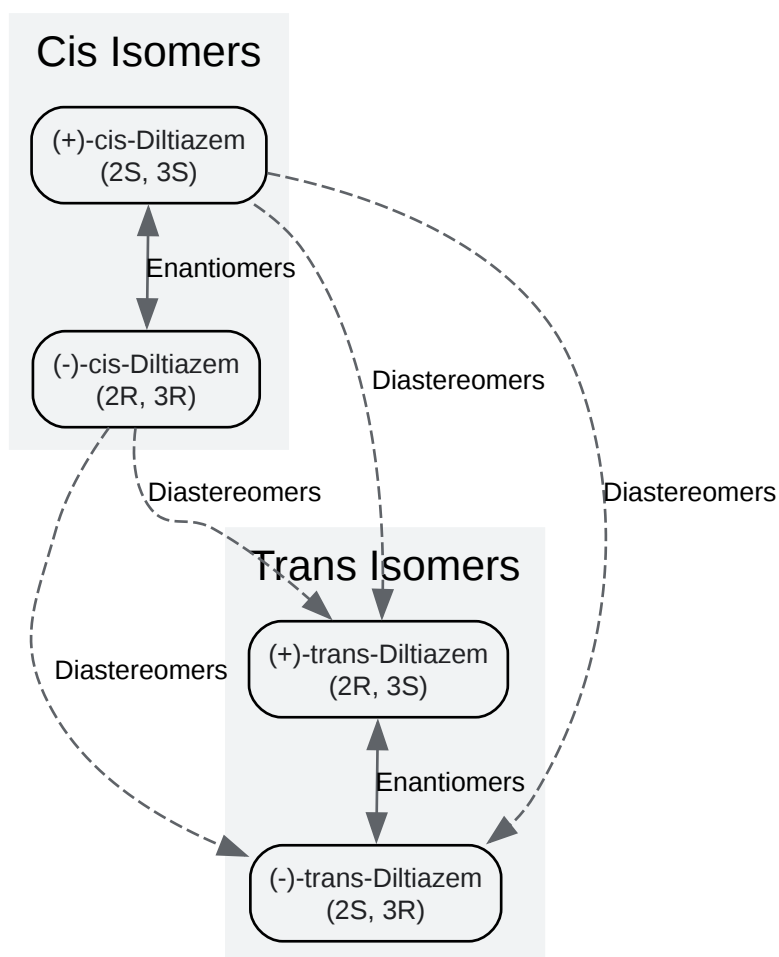 Cis Isomers
(+)-cis-Diltiazem
(2S, 3S)
Enantiomers
(-)-cis-Diltiazem
(2R, 3R)
Diastereomers
Diastereomers
Diastereomers
Trans Isomers
(+)-trans-Diltiazem
(2R, 3S)
Diastereomers
Enantiomers
(-)-trans-Diltiazem
(2S, 3R)